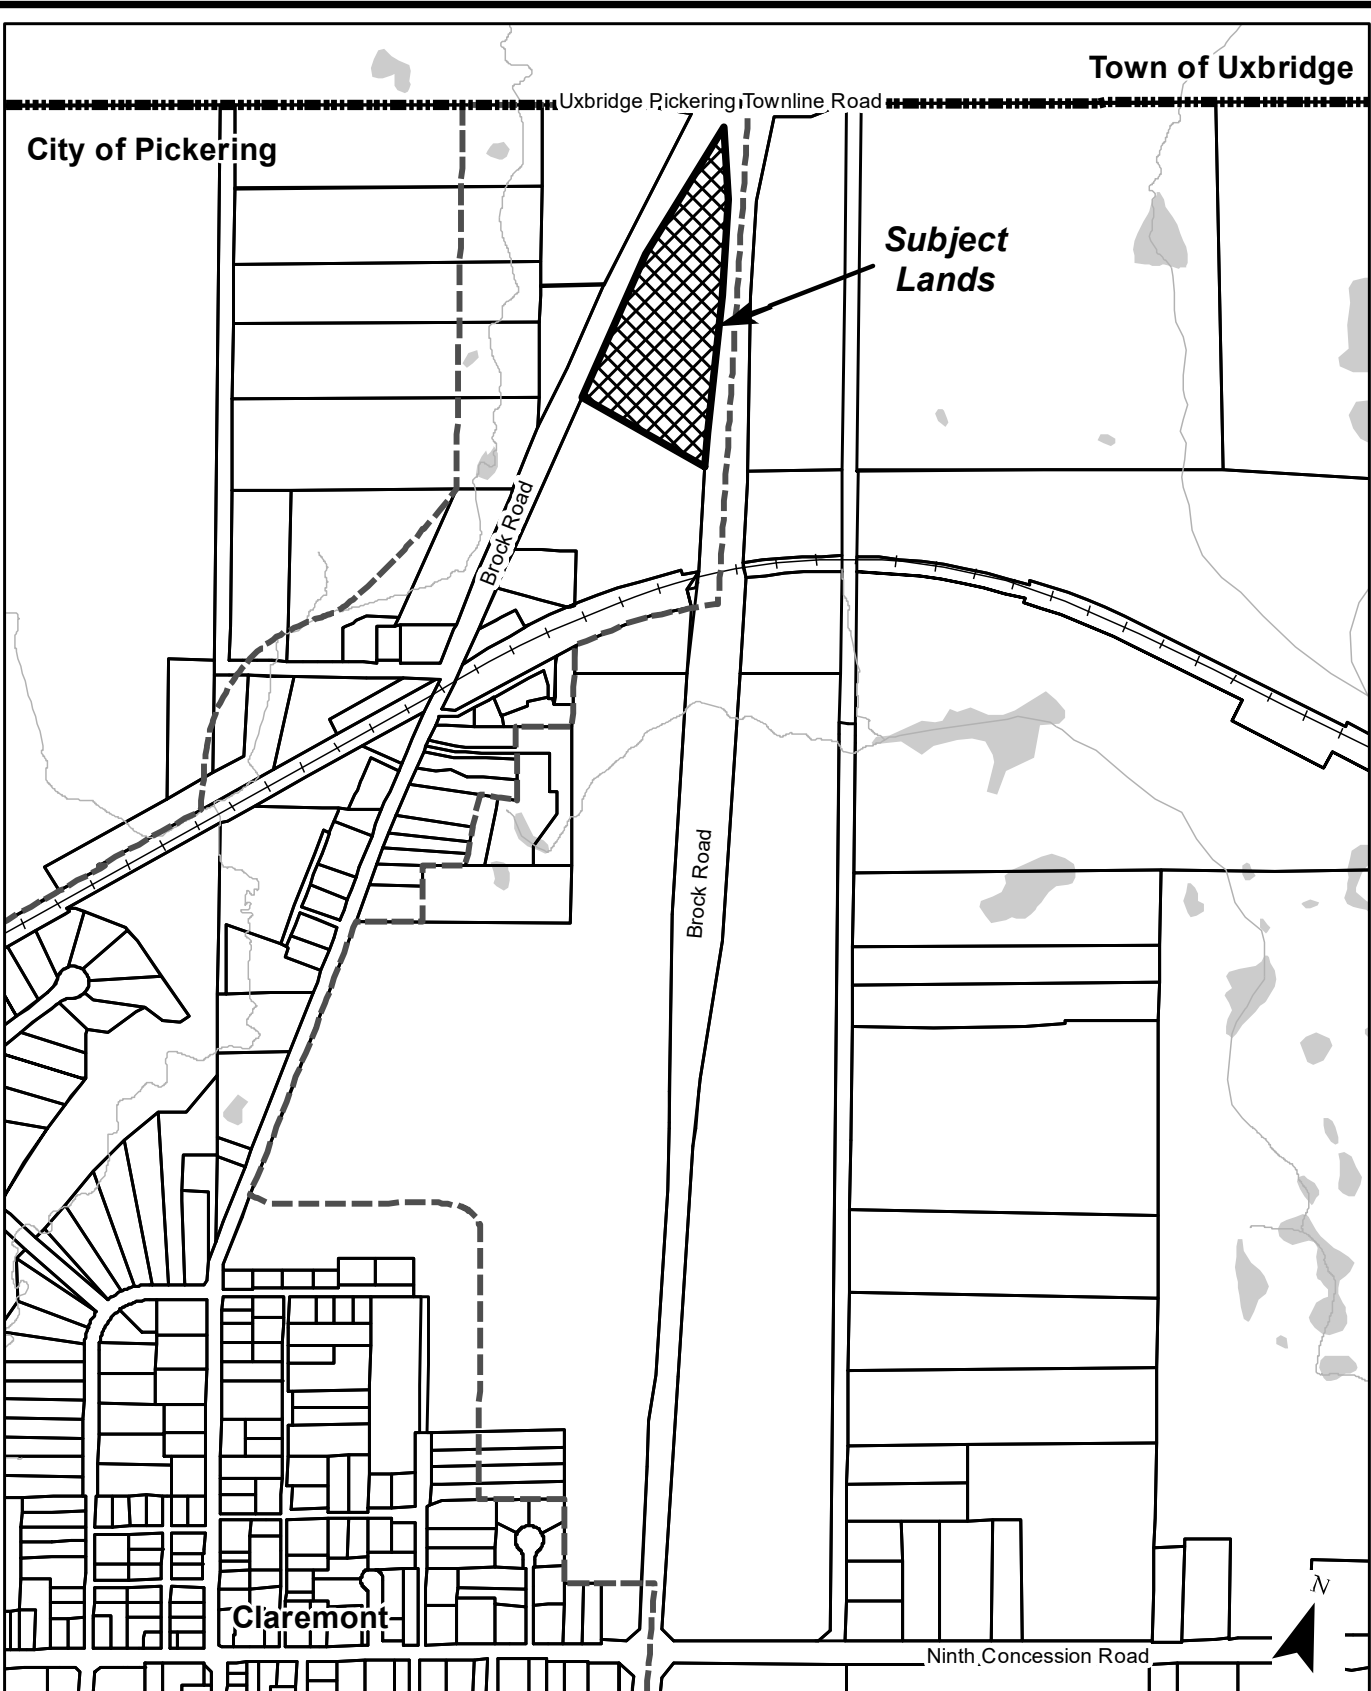 Town of Uxbridge
Uxbridge Pickering Townline Road
City of Pickering
Subject
Lands
Brock Road
Brock Road
N
Claremont
Ninth Concession Road